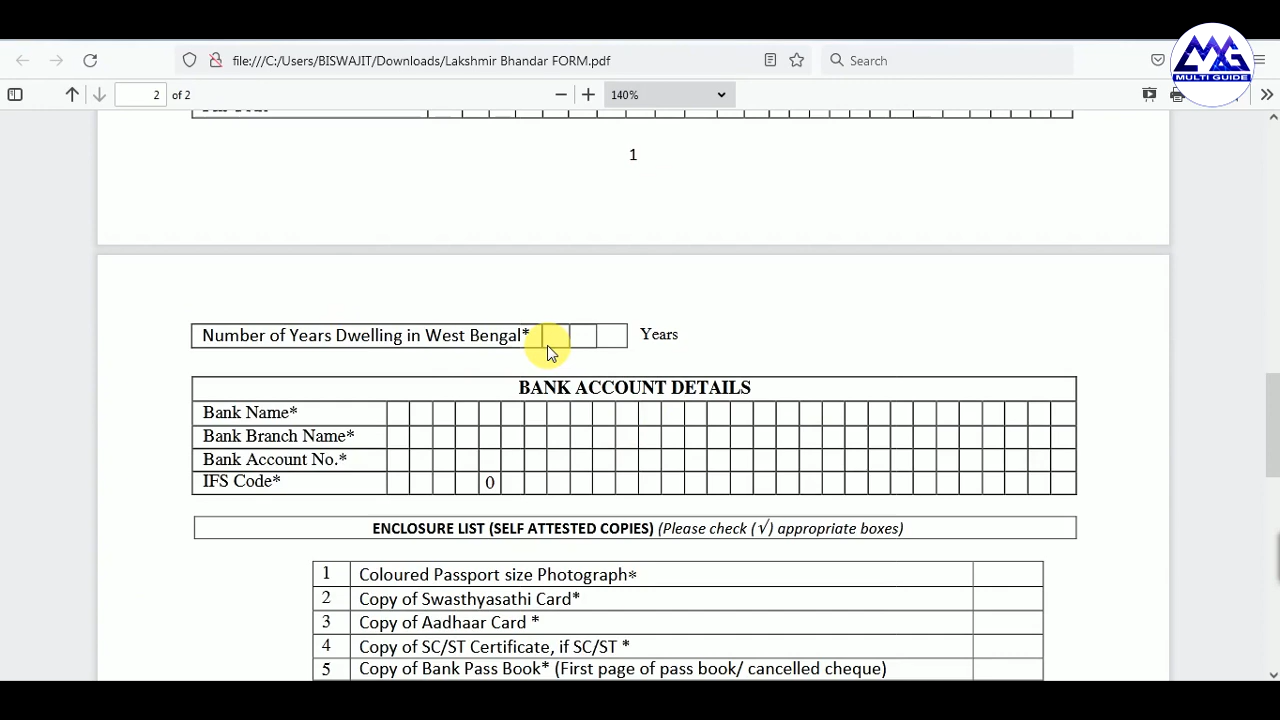 file:///C:/Users/BISWAJIT/Downloads/Lakshmir Bhandar FORM.pdf
Search
MULTI GUIDE
2 of 2
140%
1
Number of Years Dwelling in West Bengal* Years
BANK ACCOUNT DETAILS
Bank Name*
Bank Branch Name*
Bank Account No.*
IFS Code* 0
ENCLOSURE LIST (SELF ATTESTED COPIES) (Please check (√) appropriate boxes)
1 Coloured Passport size Photograph*
2 Copy of Swasthyasathi Card*
3 Copy of Aadhaar Card *
4 Copy of SC/ST Certificate, if SC/ST *
5 Copy of Bank Pass Book* (First page of pass book/ cancelled cheque)